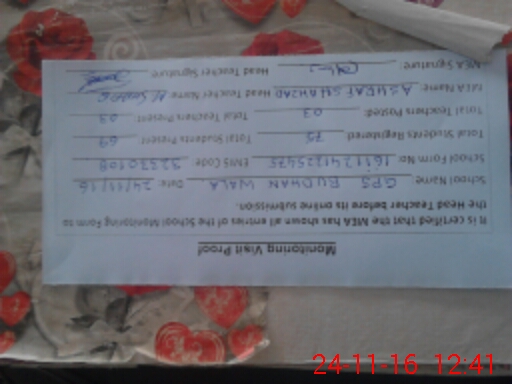 Monitoring Visit Proof
It is certified that the MEA has shown all entries of the School Monitoring Form to
the Head Teacher before its online submission.
School Name: GPS BUDHAN WALA Date: 24/11/16
School Form No: EMIS Code: 32330108
Total Students Registered: 75 Total Students Present: 69
Total Teachers Posted: 03 Total Teachers Present: 03
MEA Name: ASHRAF SHAHZAD Head Teacher Name
MEA Signature: Head Teacher Signature
24-11-16 12:41